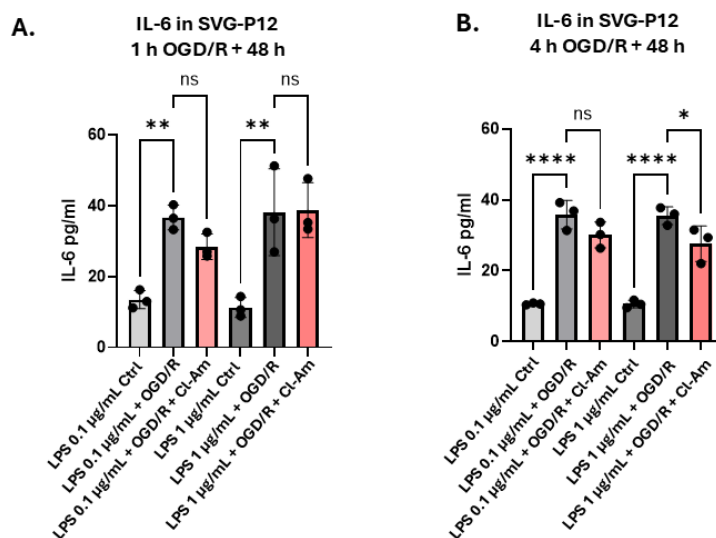 A.
IL-6 in SVG-P12
1 h OGD/R + 48 h
ns
**
**
ns
60
40
20
0
IL-6 pg/ml
LPS 0.1 µg/mL Ctrl
LPS 0.1 µg/mL + OGD/R
LPS 0.1 µg/mL + OGD/R + Cl-Am
LPS 1 µg/mL Ctrl
LPS 1 µg/mL + OGD/R
LPS 1 µg/mL + OGD/R + Cl-Am
B.
IL-6 in SVG-P12
4 h OGD/R + 48 h
ns
*
****
****
60
40
20
0
IL-6 pg/ml
LPS 0.1 µg/mL Ctrl
LPS 0.1 µg/mL + OGD/R
LPS 0.1 µg/mL + OGD/R + Cl-Am
LPS 1 µg/mL Ctrl
LPS 1 µg/mL + OGD/R
LPS 1 µg/mL + OGD/R + Cl-Am